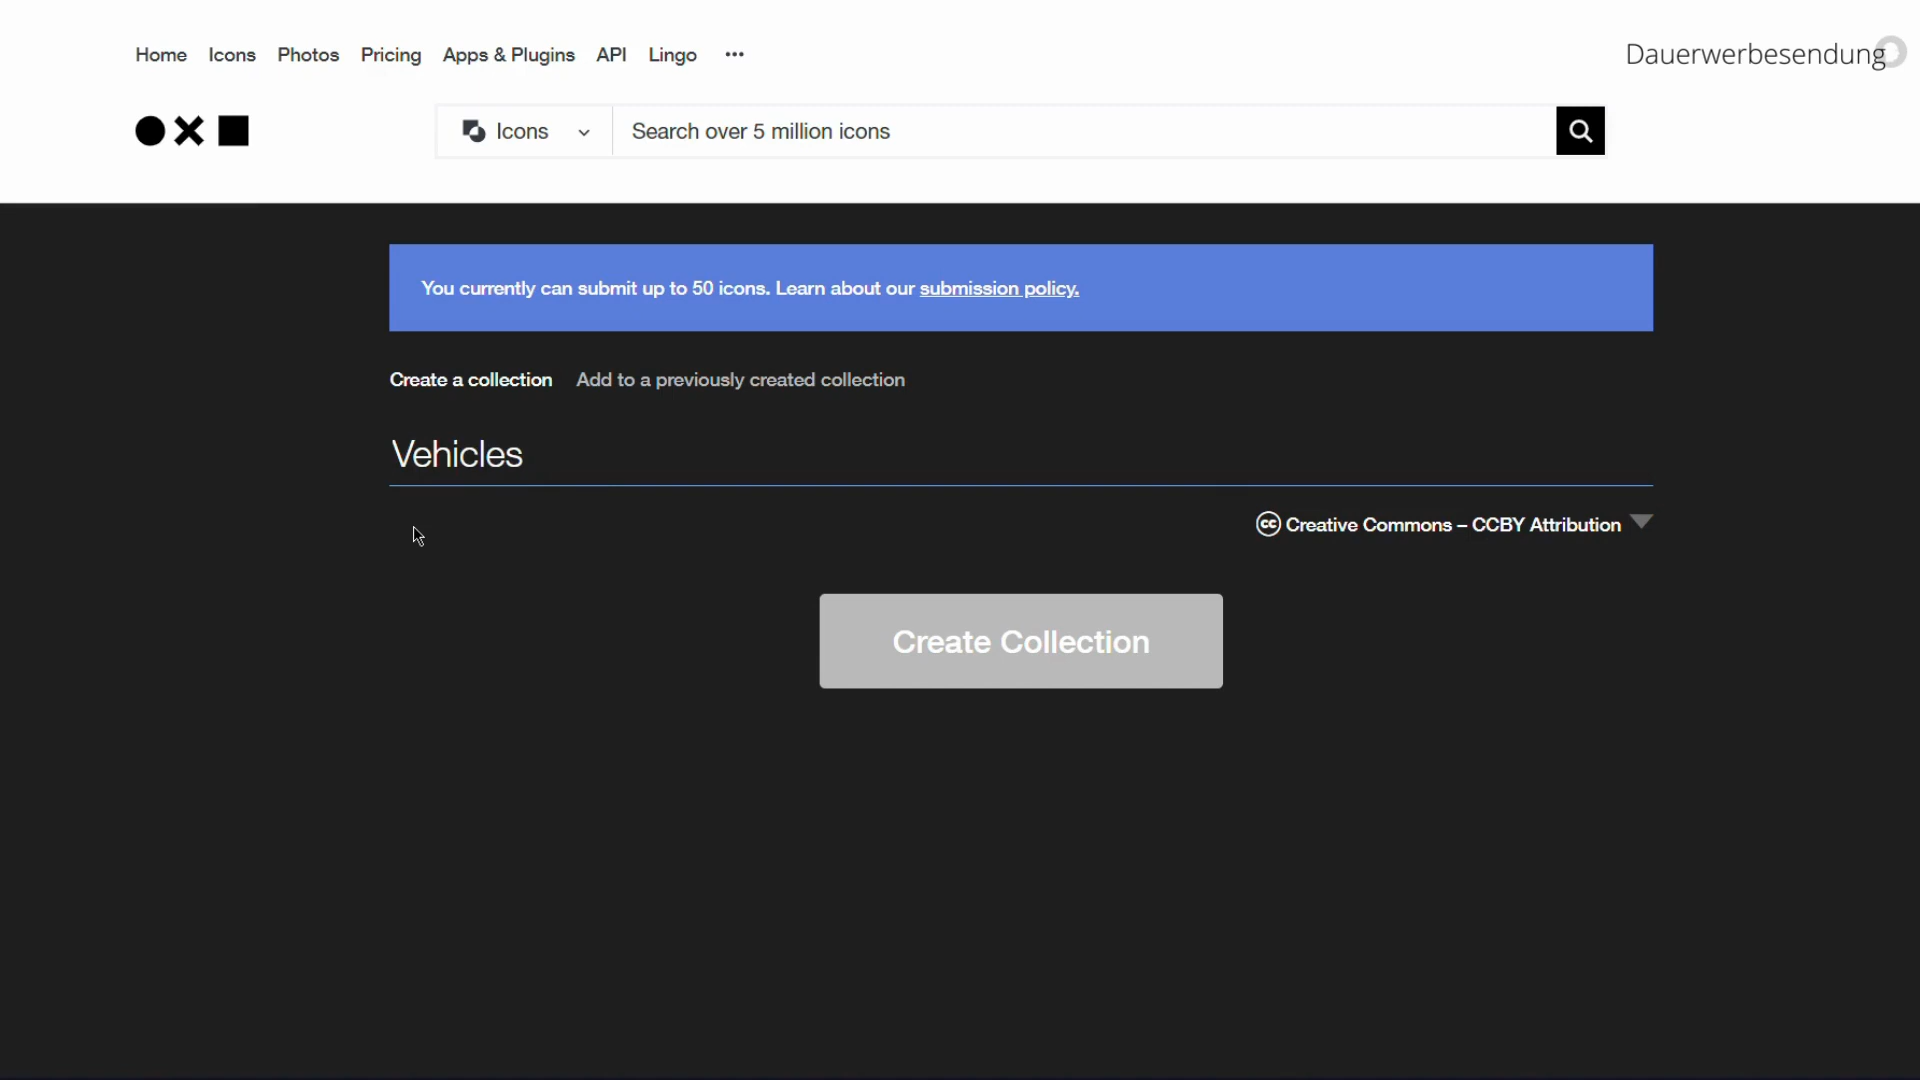 Home Icons Photos Pricing Apps & Plugins API Lingo •••
Dauerwerbesendung
Icons Search over 5 million icons
You currently can submit up to 50 icons. Learn about our submission policy.
Create a collection Add to a previously created collection
Vehicles
cc Creative Commons – CCBY Attribution
Create Collection